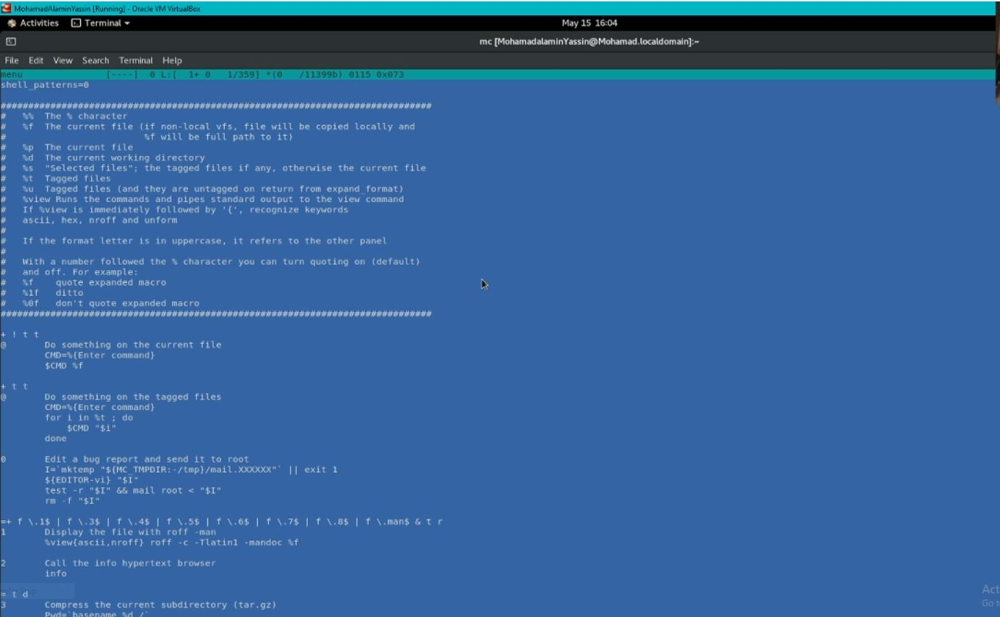 MohamadAlaminYassin [Running] - Oracle VM VirtualBox
Activities Terminal May 15 16:04
mc [MohamadalaminYassin@Mohamad.localdomain]:~
File Edit View Search Terminal Help
menu [----] 0 L:[ 1+ 0 1/359] *(0 /11399b) 0115 0x073
shell_patterns=0
##############################################################################
# %% The % character
# %f The current file (if non-local vfs, file will be copied locally and
# %f will be full path to it)
# %p The current file
# %d The current working directory
# %s "Selected files"; the tagged files if any, otherwise the current file
# %t Tagged files
# %u Tagged files (and they are untagged on return from expand_format)
# %view Runs the commands and pipes standard output to the view command
# If %view is immediately followed by '{', recognize keywords
# ascii, hex, nroff and unform
#
# If the format letter is in uppercase, it refers to the other panel
#
# With a number followed the % character you can turn quoting on (default)
# and off. For example:
# %f quote expanded macro
# %1f ditto
# %0f don't quote expanded macro
##############################################################################
+ ! t t
@ Do something on the current file
CMD=%{Enter command}
$CMD %f
+ t t
@ Do something on the tagged files
CMD=%{Enter command}
for i in %t ; do
$CMD "$i"
done
0 Edit a bug report and send it to root
I=`mktemp "${MC_TMPDIR:-/tmp}/mail.XXXXXX"` || exit 1
${EDITOR-vi} "$I"
test -r "$I" && mail root < "$I"
rm -f "$I"
=+ f \.1$ | f \.3$ | f \.4$ | f \.5$ | f \.6$ | f \.7$ | f \.8$ | f \.man$ & t r
1 Display the file with roff -man
%view{ascii,nroff} roff -c -Tlatin1 -mandoc %f
2 Call the info hypertext browser
info
= t d
3 Compress the current subdirectory (tar.gz)
Pwd=`basename %d /`
Act
Go t